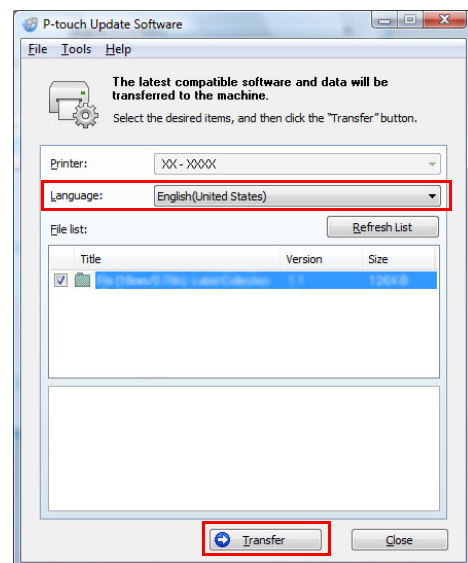 P-touch Update Software
File Tools Help
The latest compatible software and data will be
transferred to the machine.
Select the desired items, and then click the "Transfer" button.
Printer: XX - XXXX
Language: English(United States)
File list: Refresh List
Title Version Size
Transfer Close